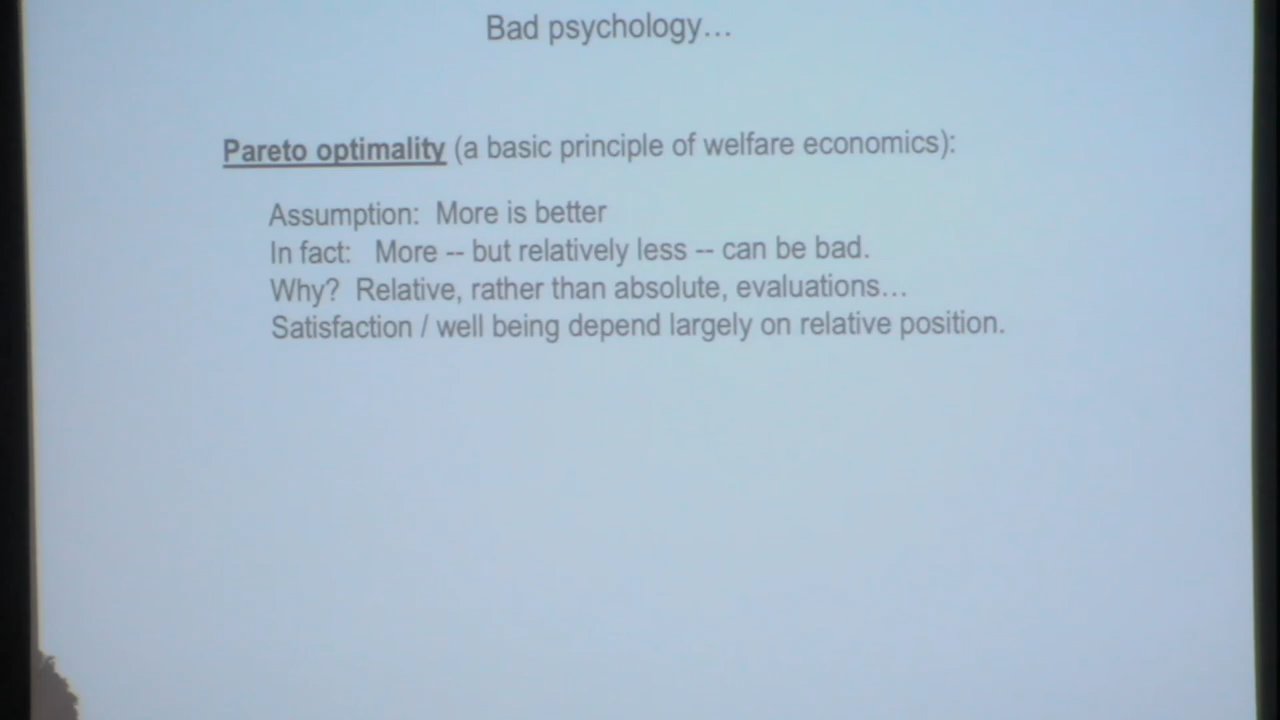 Bad psychology…
Pareto optimality (a basic principle of welfare economics):
Assumption: More is better
In fact: More -- but relatively less -- can be bad.
Why? Relative, rather than absolute, evaluations…
Satisfaction / well being depend largely on relative position.